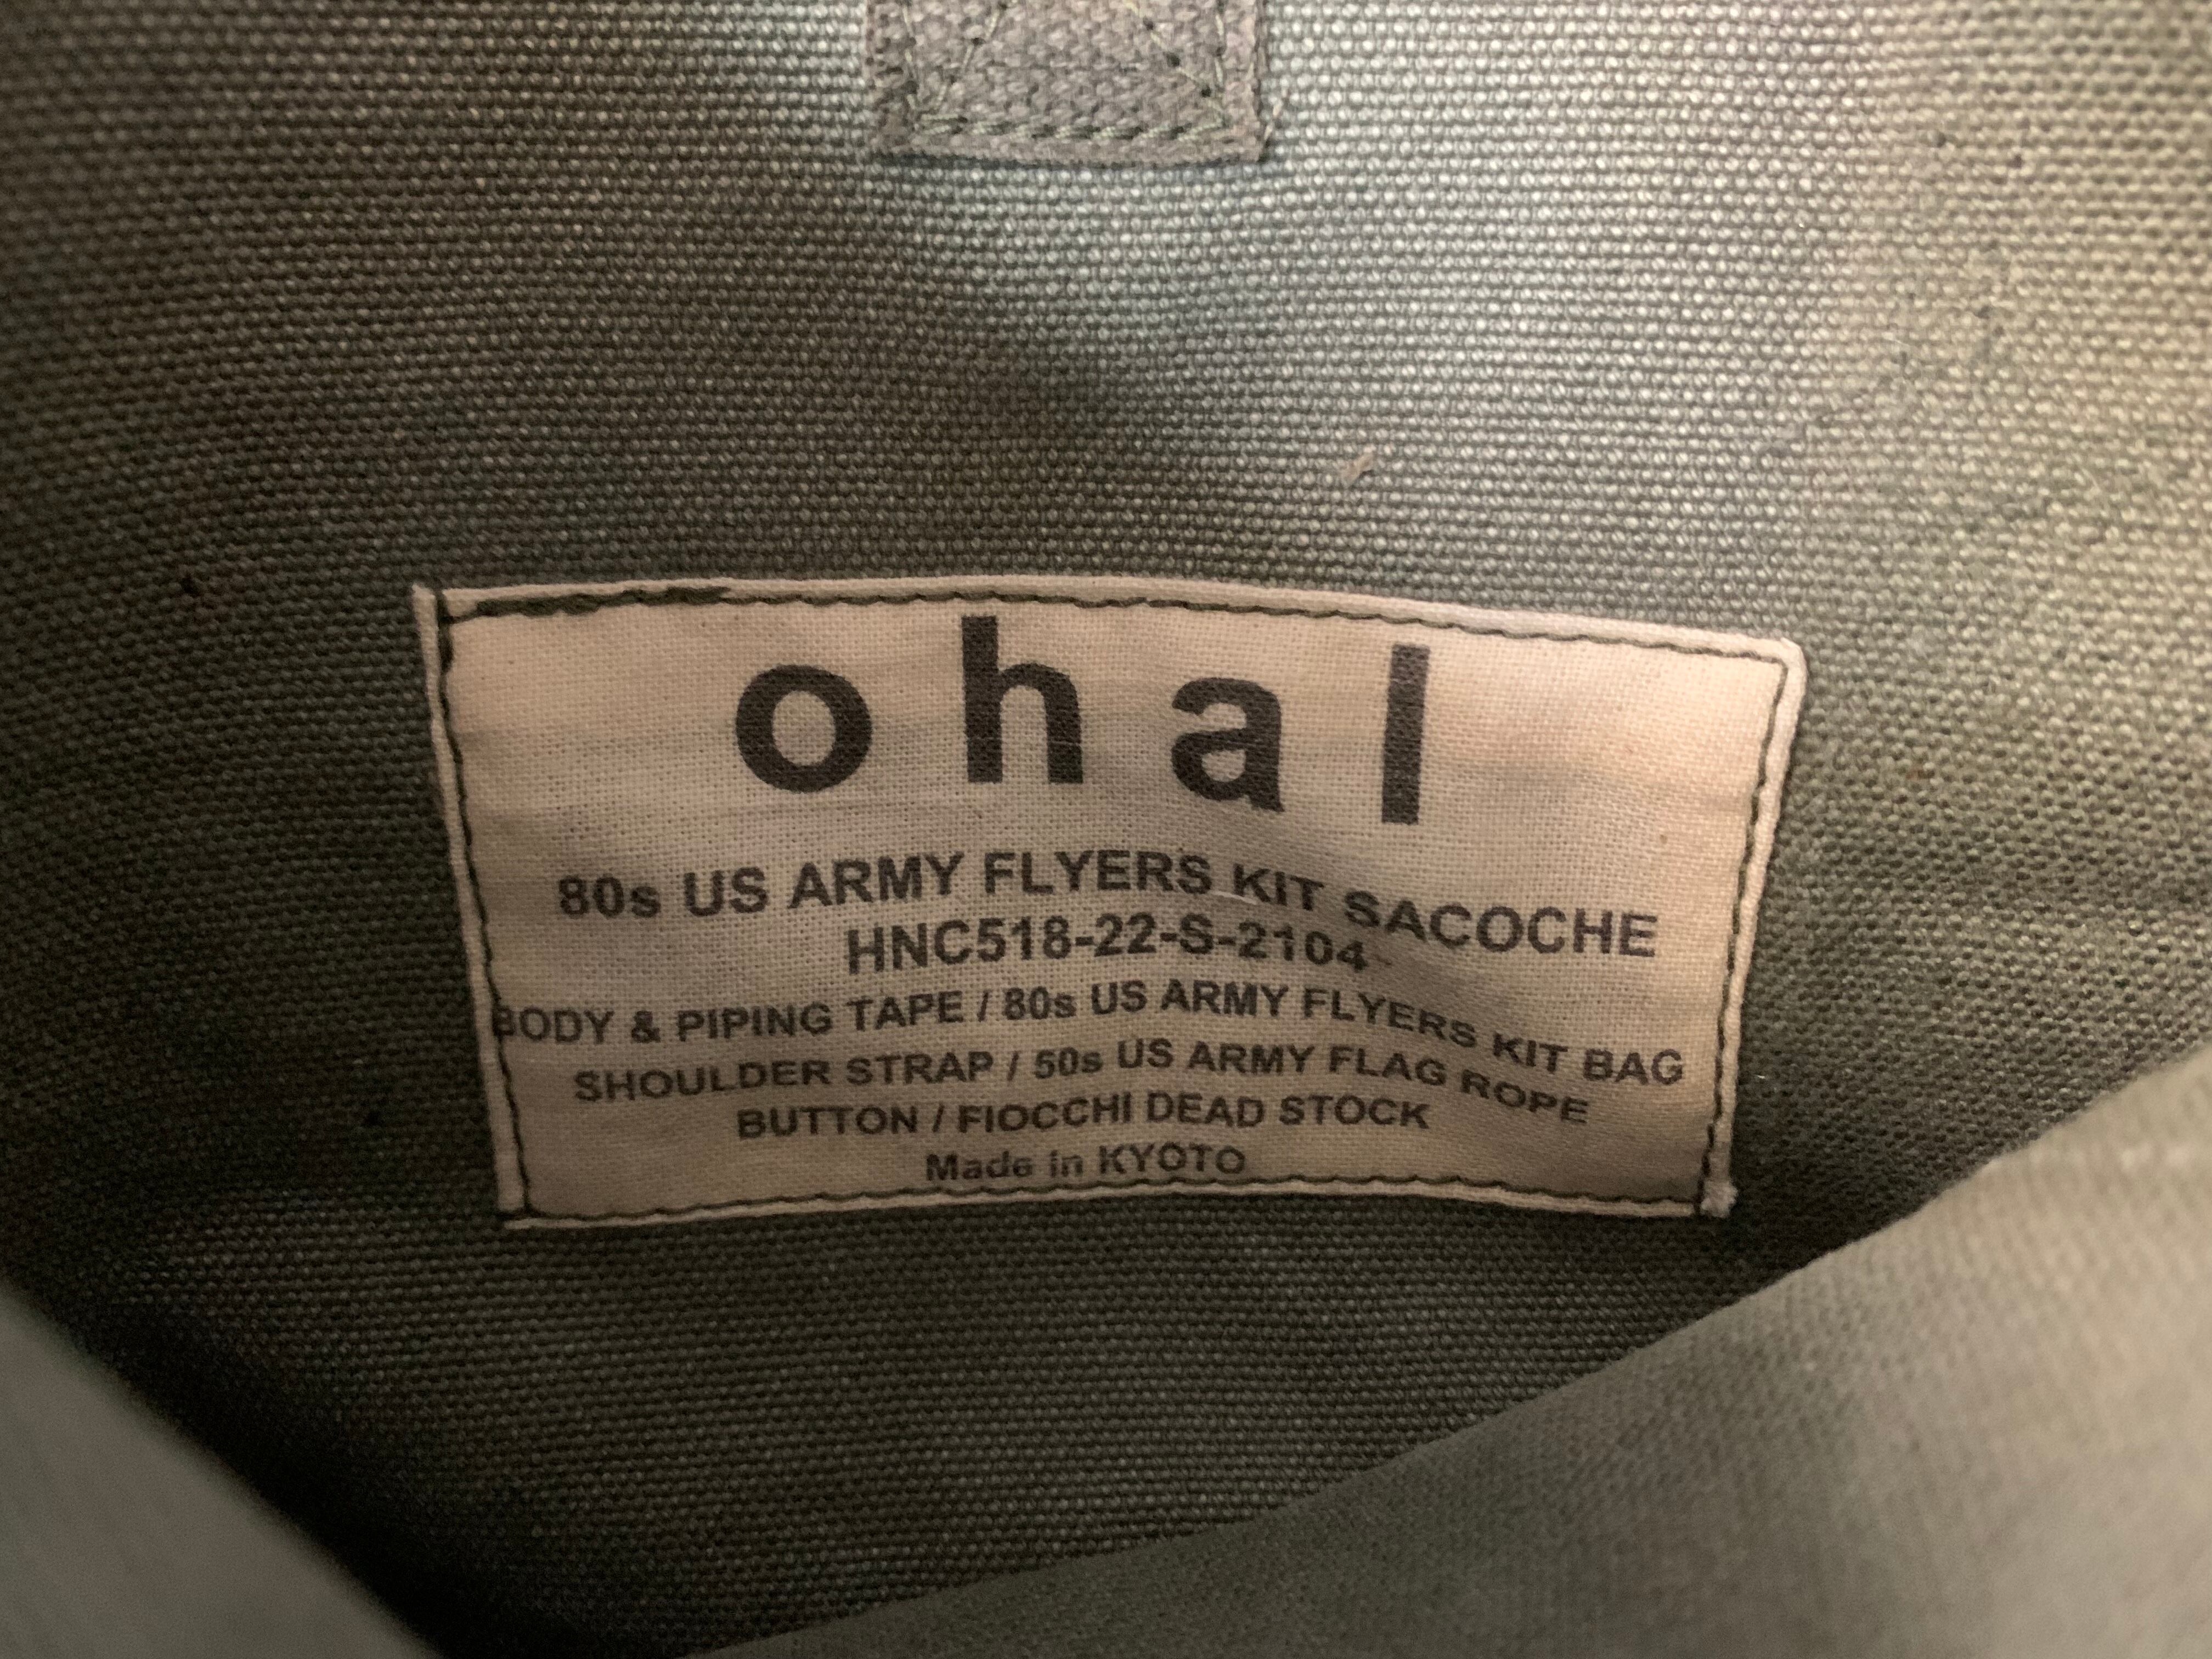 ohal
80s US ARMY FLYERS KIT SACOCHE
HNC518-22-S-2104
BODY & PIPING TAPE / 80s US ARMY FLYERS KIT BAG
SHOULDER STRAP / 50s US ARMY FLAG ROPE
BUTTON / FIOCCHI DEAD STOCK
Made in KYOTO